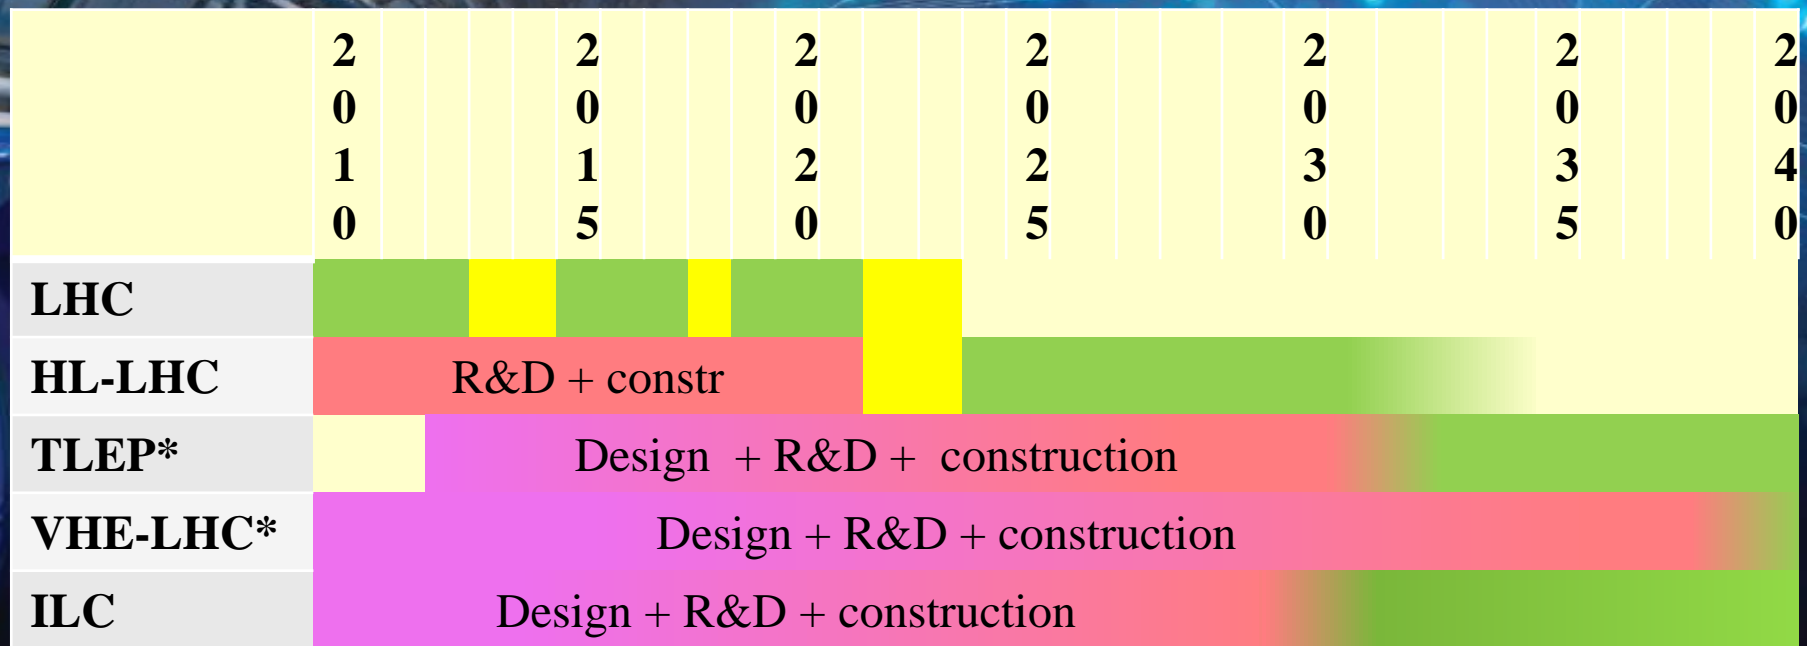 2010 2015 2020 2025 2030 2035 2040
LHC
HL-LHC R&D + constr
TLEP* Design + R&D + construction
VHE-LHC* Design + R&D + construction
ILC Design + R&D + construction